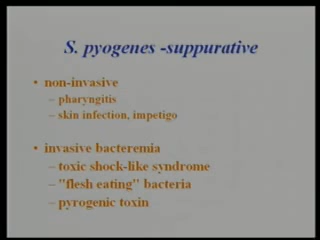 S. pyogenes -suppurative
• non-invasive
– pharyngitis
– skin infection, impetigo
• invasive bacteremia
– toxic shock-like syndrome
– "flesh eating" bacteria
– pyrogenic toxin